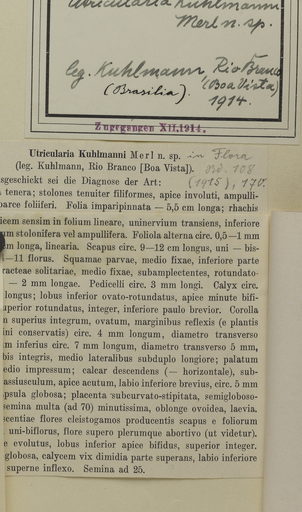 Utricularia Kuhlmanni
Merl n. sp.
leg. Kuhlmann, Rio Branco
(Brasilia). (Boa Vista)
1914.
Zugegangen XII.1914.
Utricularia Kuhlmanni Merl n. sp. in Flora
(leg. Kuhlmann, Rio Branco [Boa Vista]). Bd. 108
sgeschickt sei die Diagnose der Art: (1915), 170.
tenera; stolones tenuiter filiformes, apice involuti, ampulli-
parce foliiferi. Folia imparipinnata — 5,5 cm longa; rhachis
icem sensim in folium lineare, uninervium transiens, inferiore
um stolonifera vel ampullifera. Foliola alterna circ. 0,5—1 mm
m longa, linearia. Scapus circ. 9—12 cm longus, uni — bis-
—11 florus. Squamae parvae, medio fixae, inferiore parte
racteae solitariae, medio fixae, subamplectentes, rotundato-
— 2 mm longae. Pedicelli circ. 3 mm longi. Calyx circ.
longus; lobus inferior ovato-rotundatus, apice minute bifi-
superior rotundatus, integer, inferiore paulo brevior. Corolla
n superius integrum, ovatum, marginibus reflexis (e plantis
ini conservatis) circ. 4 mm longum, diametro transverso
m inferius circ. 7 mm longum, diametro transverso 5 mm,
bis integris, medio lateralibus subduplo longiore; palatum
edio impressum; calcar descendens (— horizontale), sub-
assiusculum, apice acutum, labio inferiore brevius, circ. 5 mm
psula globosa; placenta subcurvato-stipitata, semigloboso-
semina multa (ad 70) minutissima, oblonge ovoidea, laevia.
scentiae flores cleistogamos producentis scapus e foliorum
uni-biflorus, flore supero plerumque abortivo (ut videtur).
e evolutus, lobus inferior apice bifidus, superior integer.
globosa, calycem vix dimidia parte superans, labio inferiore
superne inflexo. Semina ad 25.